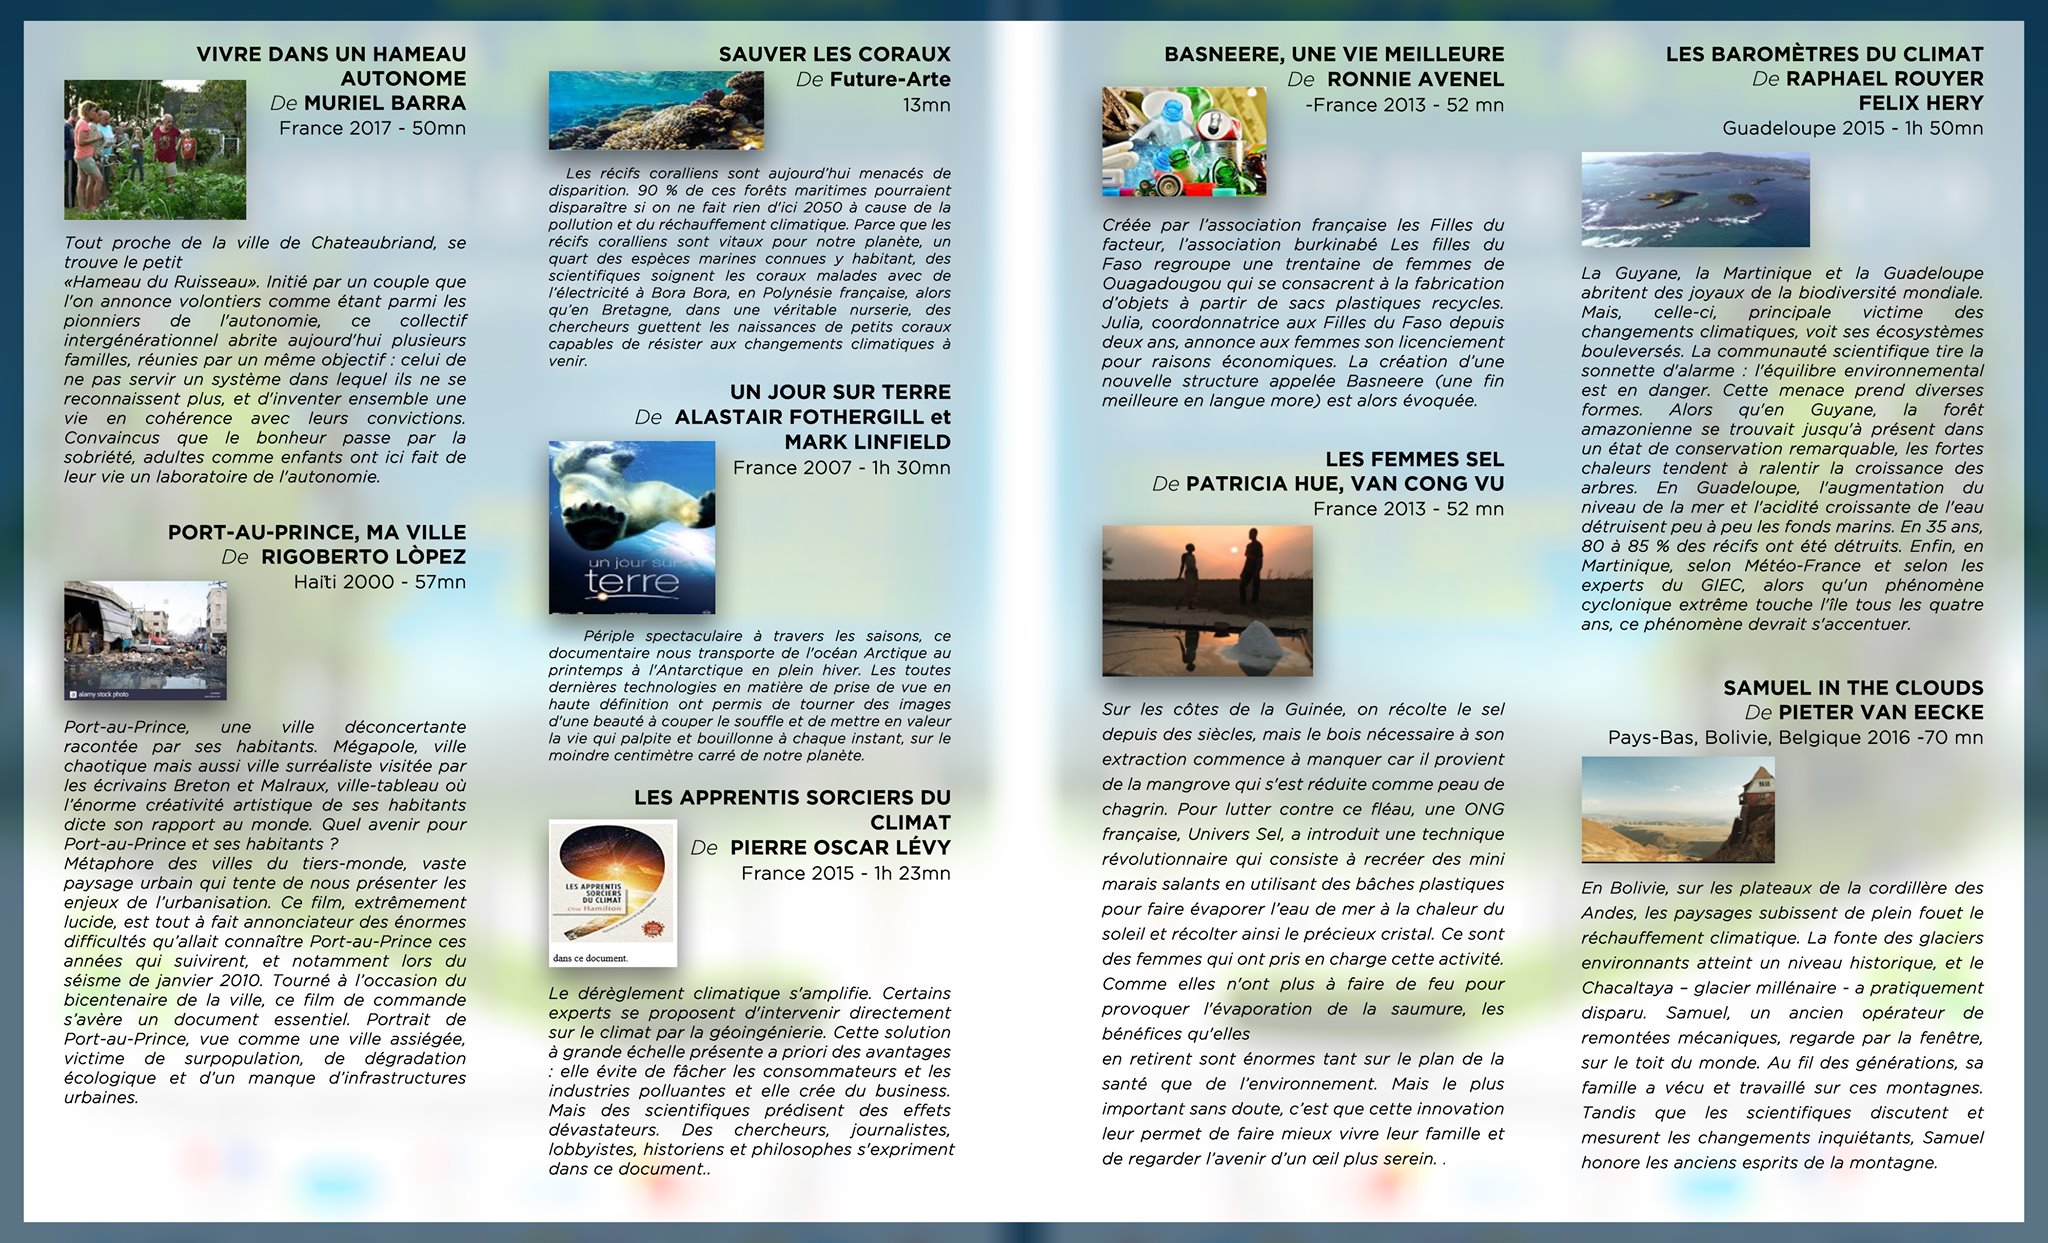 VIVRE DANS UN HAMEAU
AUTONOME
De MURIEL BARRA
France 2017 - 50mn
Tout proche de la ville de Chateaubriand, se
trouve le petit
«Hameau du Ruisseau». Initié par un couple que
l'on annonce volontiers comme étant parmi les
pionniers de l'autonomie, ce collectif
intergénérationnel abrite aujourd'hui plusieurs
familles, réunies par un même objectif : celui de
ne pas servir un système dans lequel ils ne se
reconnaissent plus, et d'inventer ensemble une
vie en cohérence avec leurs convictions.
Convaincus que le bonheur passe par la
sobriété, adultes comme enfants ont ici fait de
leur vie un laboratoire de l'autonomie.
PORT-AU-PRINCE, MA VILLE
De RIGOBERTO LÒPEZ
Haïti 2000 - 57mn
a alamy stock photo
Port-au-Prince, une ville déconcertante
racontée par ses habitants. Mégapole, ville
chaotique mais aussi ville surréaliste visitée par
les écrivains Breton et Malraux, ville-tableau où
l'énorme créativité artistique de ses habitants
dicte son rapport au monde. Quel avenir pour
Port-au-Prince et ses habitants ?
Métaphore des villes du tiers-monde, vaste
paysage urbain qui tente de nous présenter les
enjeux de l'urbanisation. Ce film, extrêmement
lucide, est tout à fait annonciateur des énormes
difficultés qu'allait connaître Port-au-Prince ces
années qui suivirent, et notamment lors du
séisme de janvier 2010. Tourné à l'occasion du
bicentenaire de la ville, ce film de commande
s'avère un document essentiel. Portrait de
Port-au-Prince, vue comme une ville assiégée,
victime de surpopulation, de dégradation
écologique et d'un manque d'infrastructures
urbaines.
SAUVER LES CORAUX
De Future-Arte
13mn
Les récifs coralliens sont aujourd'hui menacés de
disparition. 90 % de ces forêts maritimes pourraient
disparaître si on ne fait rien d'ici 2050 à cause de la
pollution et du réchauffement climatique. Parce que les
récifs coralliens sont vitaux pour notre planète, un
quart des espèces marines connues y habitant, des
scientifiques soignent les coraux malades avec de
l'électricité à Bora Bora, en Polynésie française, alors
qu'en Bretagne, dans une véritable nurserie, des
chercheurs guettent les naissances de petits coraux
capables de résister aux changements climatiques à
venir.
UN JOUR SUR TERRE
De ALASTAIR FOTHERGILL et
MARK LINFIELD
France 2007 - 1h 30mn
un jour sur
terre
Périple spectaculaire à travers les saisons, ce
documentaire nous transporte de l'océan Arctique au
printemps à l'Antarctique en plein hiver. Les toutes
dernières technologies en matière de prise de vue en
haute définition ont permis de tourner des images
d'une beauté à couper le souffle et de mettre en valeur
la vie qui palpite et bouillonne à chaque instant, sur le
moindre centimètre carré de notre planète.
LES APPRENTIS SORCIERS DU
CLIMAT
De PIERRE OSCAR LÉVY
France 2015 - 1h 23mn
LES APPRENTIS
SORCIERS
DU CLIMAT
Clive Hamilton
dans ce document.
Le dérèglement climatique s'amplifie. Certains
experts se proposent d'intervenir directement
sur le climat par la géoingénierie. Cette solution
à grande échelle présente a priori des avantages
: elle évite de fâcher les consommateurs et les
industries polluantes et elle crée du business.
Mais des scientifiques prédisent des effets
dévastateurs. Des chercheurs, journalistes,
lobbyistes, historiens et philosophes s'expriment
dans ce document..
BASNEERE, UNE VIE MEILLEURE
De RONNIE AVENEL
-France 2013 - 52 mn
Créée par l'association française les Filles du
facteur, l'association burkinabé Les filles du
Faso regroupe une trentaine de femmes de
Ouagadougou qui se consacrent à la fabrication
d'objets à partir de sacs plastiques recycles.
Julia, coordonnatrice aux Filles du Faso depuis
deux ans, annonce aux femmes son licenciement
pour raisons économiques. La création d'une
nouvelle structure appelée Basneere (une fin
meilleure en langue more) est alors évoquée.
LES FEMMES SEL
De PATRICIA HUE, VAN CONG VU
France 2013 - 52 mn
Sur les côtes de la Guinée, on récolte le sel
depuis des siècles, mais le bois nécessaire à son
extraction commence à manquer car il provient
de la mangrove qui s'est réduite comme peau de
chagrin. Pour lutter contre ce fléau, une ONG
française, Univers Sel, a introduit une technique
révolutionnaire qui consiste à recréer des mini
marais salants en utilisant des bâches plastiques
pour faire évaporer l'eau de mer à la chaleur du
soleil et récolter ainsi le précieux cristal. Ce sont
des femmes qui ont pris en charge cette activité.
Comme elles n'ont plus à faire de feu pour
provoquer l'évaporation de la saumure, les
bénéfices qu'elles
en retirent sont énormes tant sur le plan de la
santé que de l'environnement. Mais le plus
important sans doute, c'est que cette innovation
leur permet de faire mieux vivre leur famille et
de regarder l'avenir d'un œil plus serein. .
LES BAROMÈTRES DU CLIMAT
De RAPHAEL ROUYER
FELIX HERY
Guadeloupe 2015 - 1h 50mn
La Guyane, la Martinique et la Guadeloupe
abritent des joyaux de la biodiversité mondiale.
Mais, celle-ci, principale victime des
changements climatiques, voit ses écosystèmes
bouleversés. La communauté scientifique tire la
sonnette d'alarme : l'équilibre environnemental
est en danger. Cette menace prend diverses
formes. Alors qu'en Guyane, la forêt
amazonienne se trouvait jusqu'à présent dans
un état de conservation remarquable, les fortes
chaleurs tendent à ralentir la croissance des
arbres. En Guadeloupe, l'augmentation du
niveau de la mer et l'acidité croissante de l'eau
détruisent peu à peu les fonds marins. En 35 ans,
80 à 85 % des récifs ont été détruits. Enfin, en
Martinique, selon Météo-France et selon les
experts du GIEC, alors qu'un phénomène
cyclonique extrême touche l'île tous les quatre
ans, ce phénomène devrait s'accentuer.
SAMUEL IN THE CLOUDS
De PIETER VAN EECKE
Pays-Bas, Bolivie, Belgique 2016 -70 mn
En Bolivie, sur les plateaux de la cordillère des
Andes, les paysages subissent de plein fouet le
réchauffement climatique. La fonte des glaciers
environnants atteint un niveau historique, et le
Chacaltaya – glacier millénaire - a pratiquement
disparu. Samuel, un ancien opérateur de
remontées mécaniques, regarde par la fenêtre,
sur le toit du monde. Au fil des générations, sa
famille a vécu et travaillé sur ces montagnes.
Tandis que les scientifiques discutent et
mesurent les changements inquiétants, Samuel
honore les anciens esprits de la montagne.